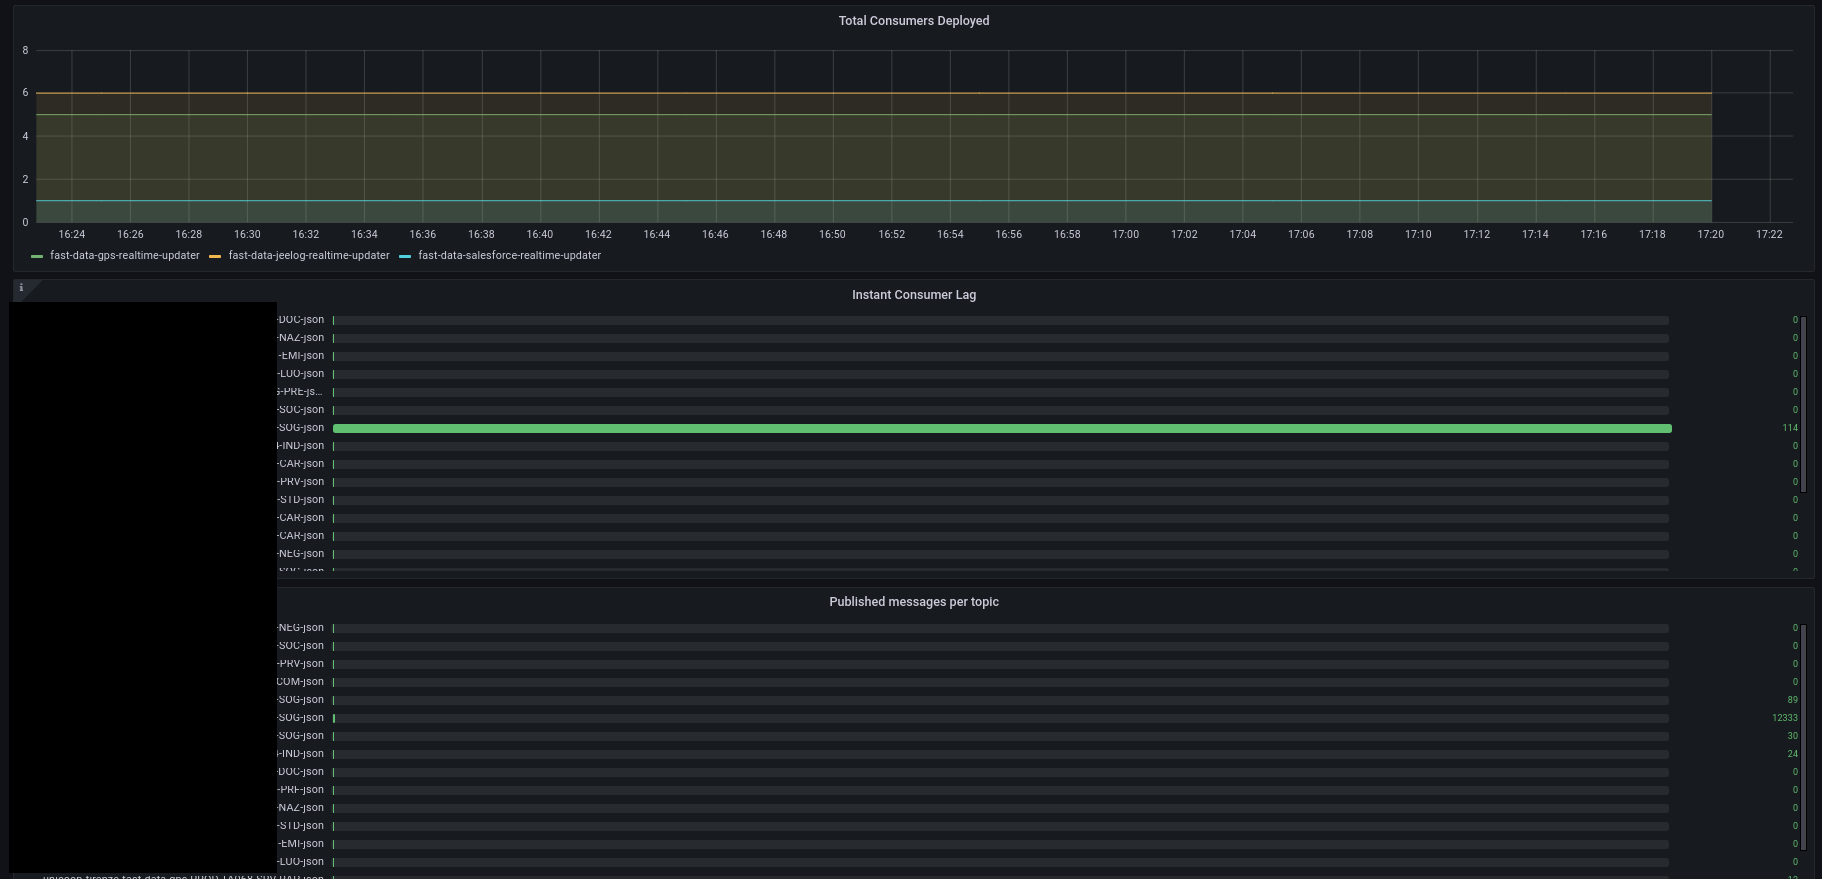 Total Consumers Deployed
8
6
4
2
0
16:24 16:26 16:28 16:30 16:32 16:34 16:36 16:38 16:40 16:42 16:44 16:46 16:48 16:50 16:52 16:54 16:56 16:58 17:00 17:02 17:04 17:06 17:08 17:10 17:12 17:14 17:16 17:18 17:20 17:22
fast-data-gps-realtime-updater fast-data-jeelog-realtime-updater fast-data-salesforce-realtime-updater
i
Instant Consumer Lag
-DOC-json 0
-NAZ-json 0
-EMI-json 0
-LUO-json 0
-PRE-js... 0
-SOC-json 0
-SOG-json 114
-IND-json 0
-CAR-json 0
-PRV-json 0
-STD-json 0
-CAR-json 0
-CAR-json 0
-NEG-json 0
Published messages per topic
-NEG-json 0
-SOC-json 0
-PRV-json 0
COM-json 0
-SOG-json 89
-SOG-json 12333
-SOG-json 30
-IND-json 24
-DOC-json 0
-PRF-json 0
-NAZ-json 0
-STD-json 0
-EMI-json 0
-LUO-json 0